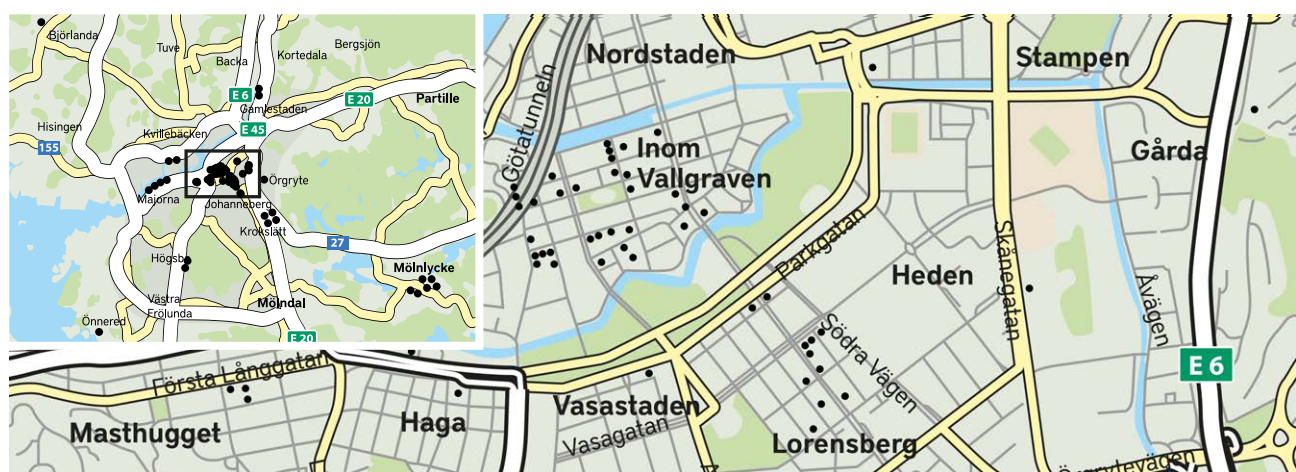 Björlanda
Tuve
Backa
Kortedala
Bergsjön
E 6
E 20
Partille
Gamlestaden
Hisingen
Kvillebäcken
E 45
155
Örgryte
Majorna
Johanneberg
Krokslätt
27
Högsbo
Mölnlycke
Västra
Frölunda
Mölndal
Önnered
E 20
Nordstaden
Stampen
Götatunneln
Inom
Vallgraven
Gårda
Parkgatan
Skånegatan
Heden
Åvägen
Södra Vägen
E 6
Första Långgatan
Masthugget
Haga
Vasastaden
Vasagatan
Lorensberg